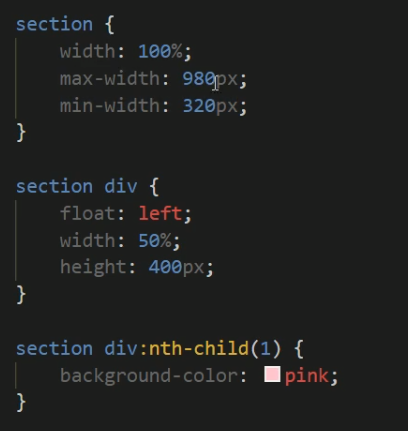 section {
    width: 100%;
    max-width: 980px;
    min-width: 320px;
}

section div {
    float: left;
    width: 50%;
    height: 400px;
}

section div:nth-child(1) {
    background-color: pink;
}